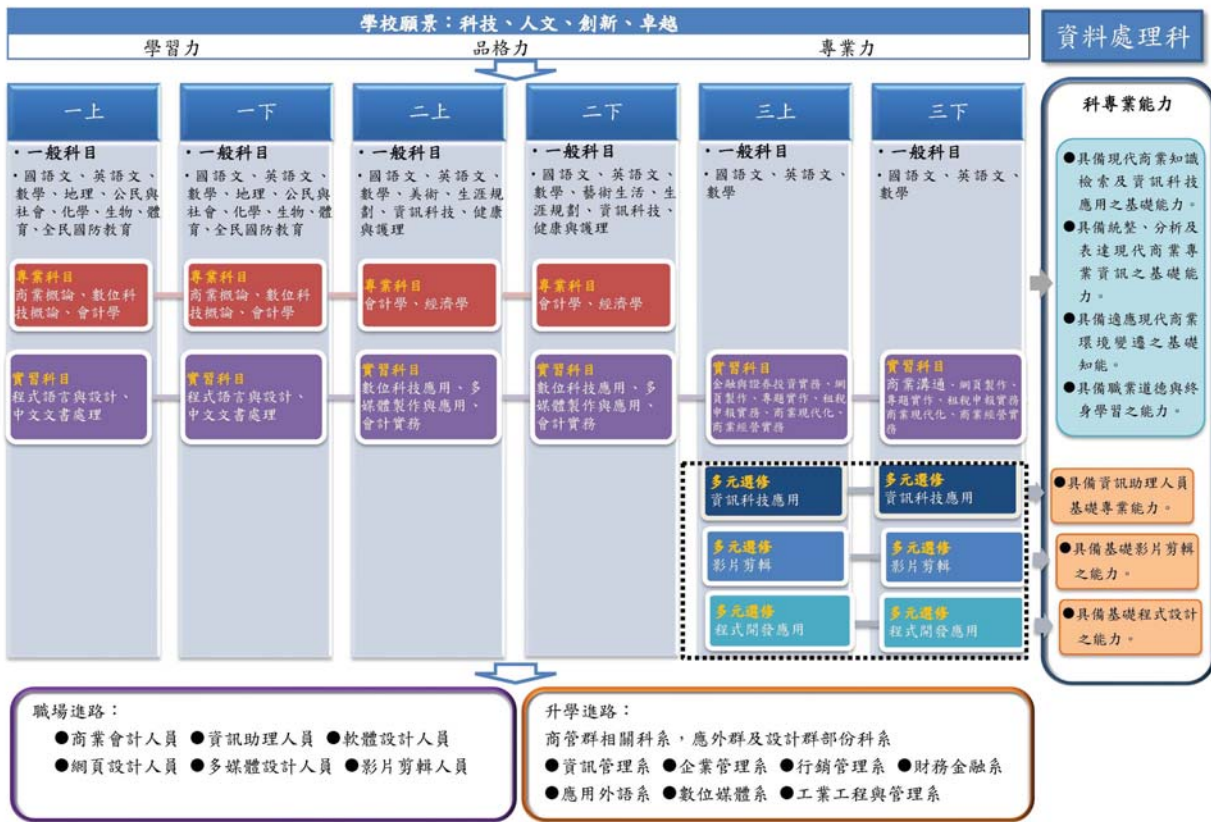 學校願景：科技、人文、創新、卓越
學習力
品格力
專業力
資料處理科
一上
・一般科目
・國語文、英語文、
數學、地理、公民與
社會、化學、生物、體
育、全民國防教育
專業科目
商業概論、數位科
技概論、會計學
實習科目
程式語言與設計、
中文文書處理
一下
・一般科目
・國語文、英語文、
數學、地理、公民與
社會、化學、生物、體
育、全民國防教育
專業科目
商業概論、數位科
技概論、會計學
實習科目
程式語言與設計、
中文文書處理
二上
・一般科目
・國語文、英語文、
數學、美術、生涯規
劃、資訊科技、健康
與護理
專業科目
會計學、經濟學
實習科目
數位科技應用、多
媒體製作與應用、
會計實務
二下
・一般科目
・國語文、英語文、
數學、藝術生活、生
涯規劃、資訊科技、
健康與護理
專業科目
會計學、經濟學
實習科目
數位科技應用、多
媒體製作與應用、
會計實務
三上
・一般科目
・國語文、英語文、
數學
實習科目
金融與證券投資實務、網
頁製作、專題實作、租稅
申報實務、商業現代化、
商業經營實務
多元選修
資訊科技應用
多元選修
影片剪輯
多元選修
程式開發應用
三下
・一般科目
・國語文、英語文、
數學
實習科目
商業溝通、網頁製作、
專題實作、租稅申報實務
商業現代化、商業經營實
務
多元選修
資訊科技應用
多元選修
影片剪輯
多元選修
程式開發應用
科專業能力
●具備現代商業知識
檢索及資訊科技
應用之基礎能力。
●具備統整、分析及
表達現代商業專
業資訊之基礎能
力。
●具備適應現代商業
環境變遷之基礎
知能。
●具備職業道德與終
身學習之能力。
●具備資訊助理人員
基礎專業能力。
●具備基礎影片剪輯
之能力。
●具備基礎程式設計
之能力。
職場進路：
●商業會計人員 ●資訊助理人員 ●軟體設計人員
●網頁設計人員 ●多媒體設計人員 ●影片剪輯人員
升學進路：
商管群相關科系，應外群及設計群部份科系
●資訊管理系 ●企業管理系 ●行銷管理系 ●財務金融系
●應用外語系 ●數位媒體系 ●工業工程與管理系